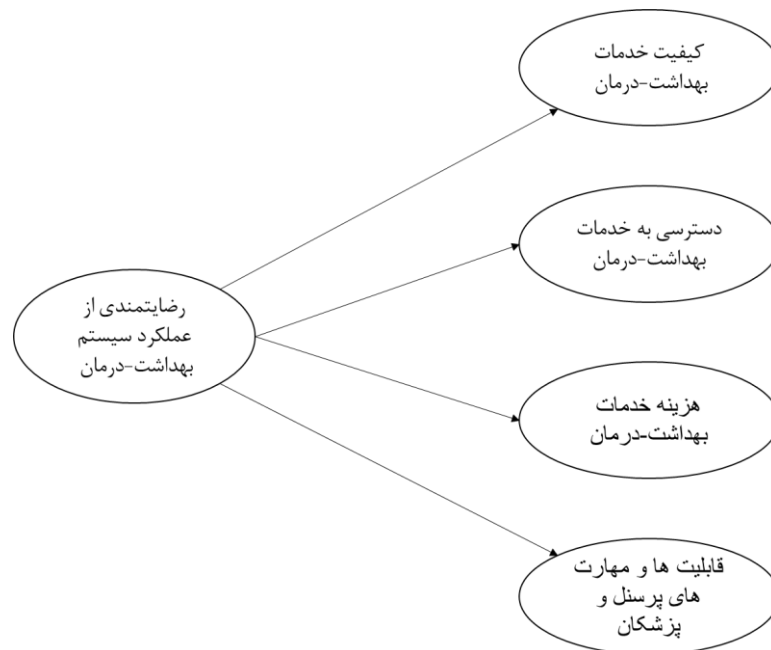 کیفیت خدمات
بهداشت-درمان
دسترسی به خدمات
بهداشت-درمان
رضایتمندی از
عملکرد سیستم
بهداشت-درمان
هزینه خدمات
بهداشت-درمان
قابلیت ها و مهارت
های پرسنل و
پزشکان